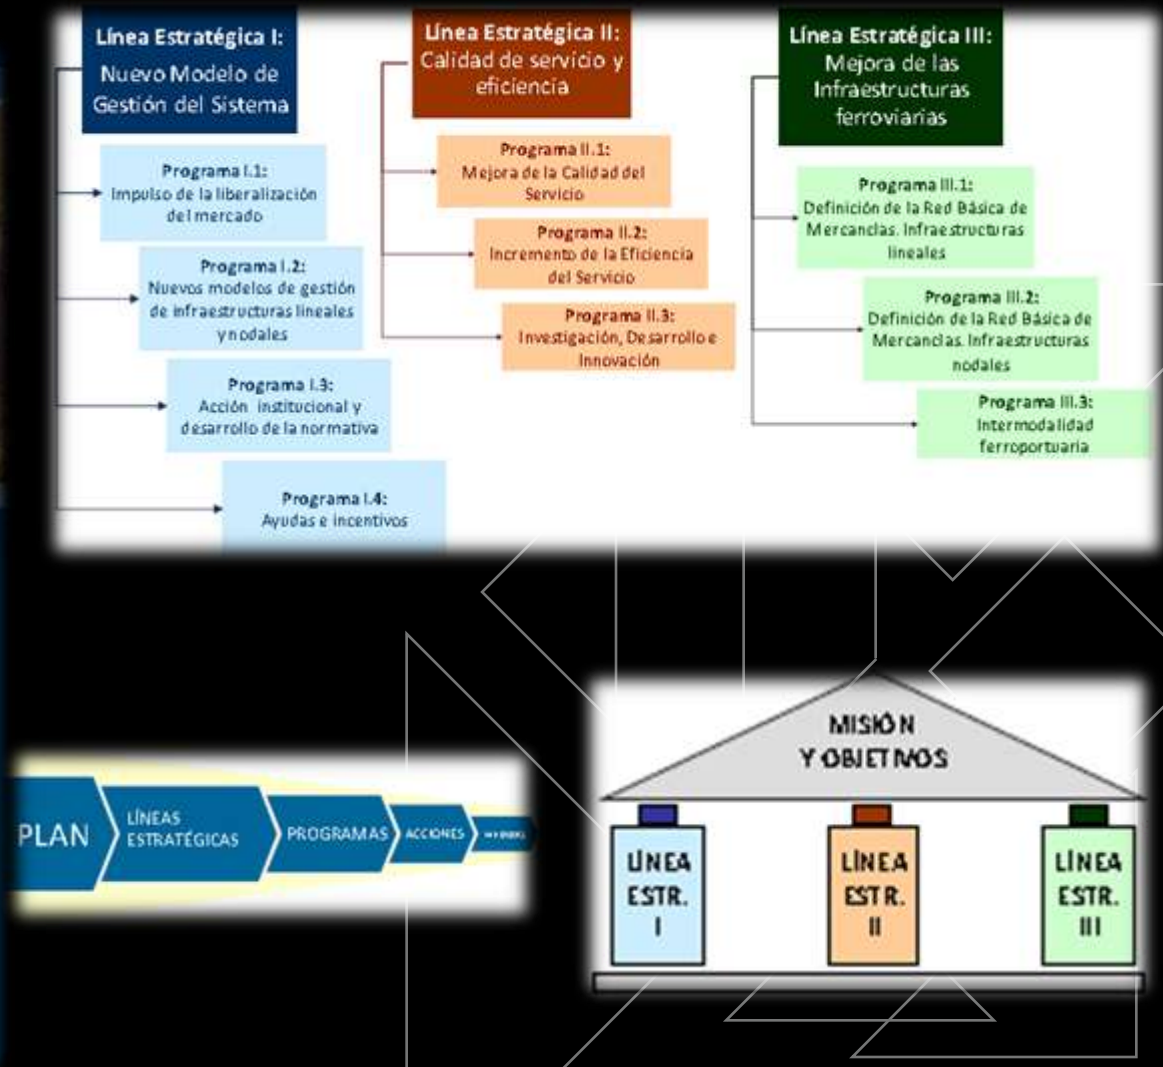 Línea Estratégica I:
Nuevo Modelo de
Gestión del Sistema
Programa I.1:
Impulso de la liberalización
del mercado
Programa I.2:
Nuevos modelos de gestión
de infraestructuras lineales
y nodales
Programa I.3:
Acción institucional y
desarrollo de la normativa
Programa I.4:
Ayudas e incentivos
Línea Estratégica II:
Calidad de servicio y
eficiencia
Programa II.1:
Mejora de la Calidad del
Servicio
Programa II.2:
Incremento de la Eficiencia
del Servicio
Programa II.3:
Investigación, Desarrollo e
Innovación
Línea Estratégica III:
Mejora de las
Infraestructuras
ferroviarias
Programa III.1:
Definición de la Red Básica de
Mercancías. Infraestructuras
lineales
Programa III.2:
Definición de la Red Básica de
Mercancías. Infraestructuras
nodales
Programa III.3:
Intermodalidad
ferroportuaria
PLAN
LÍNEAS
ESTRATÉGICAS
PROGRAMAS
ACCIONES
MISIÓN
Y OBJETIVOS
LÍNEA
ESTR.
I
LÍNEA
ESTR.
II
LÍNEA
ESTR.
III